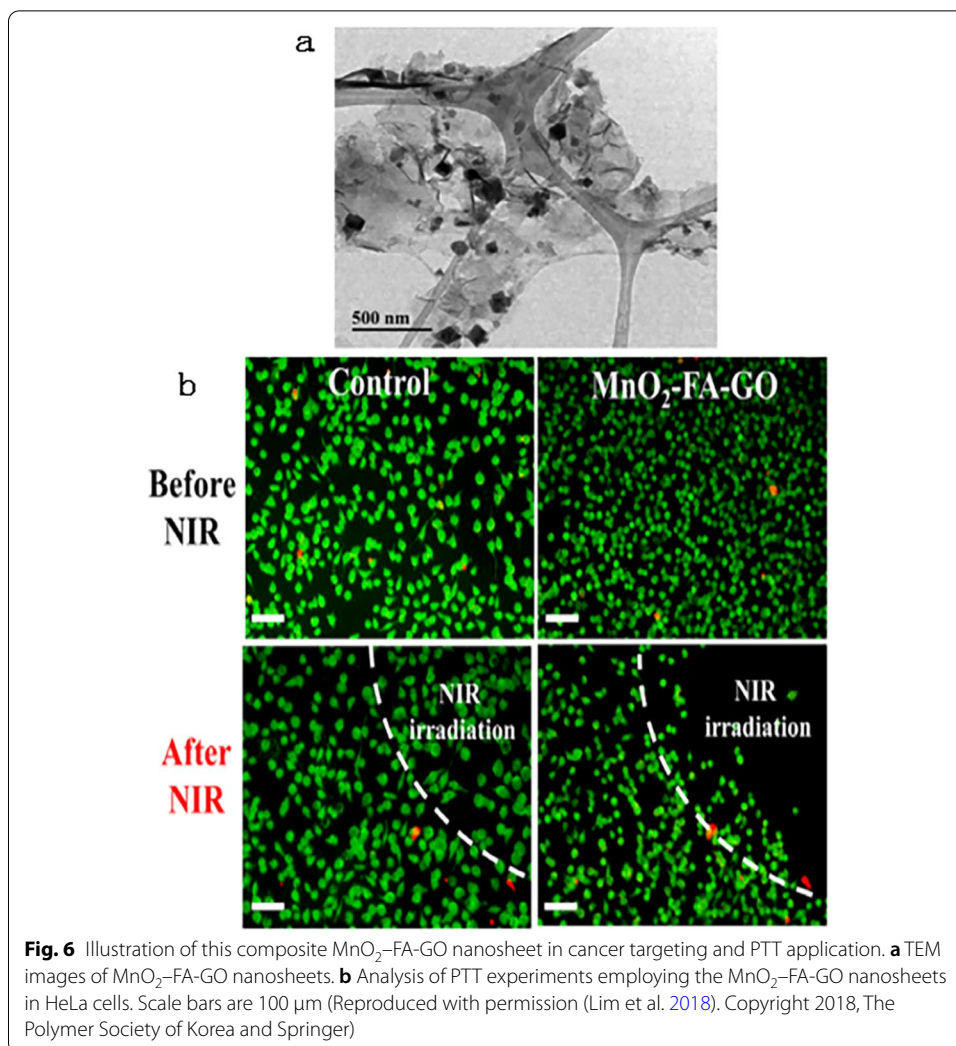 a
500 nm
b
Control
MnO₂-FA-GO
Before
NIR
NIR
irradiation
NIR
irradiation
After
NIR
Fig. 6 Illustration of this composite MnO₂–FA-GO nanosheet in cancer targeting and PTT application. a TEM
images of MnO₂–FA-GO nanosheets. b Analysis of PTT experiments employing the MnO₂–FA-GO nanosheets
in HeLa cells. Scale bars are 100 μm (Reproduced with permission (Lim et al. 2018). Copyright 2018, The
Polymer Society of Korea and Springer)